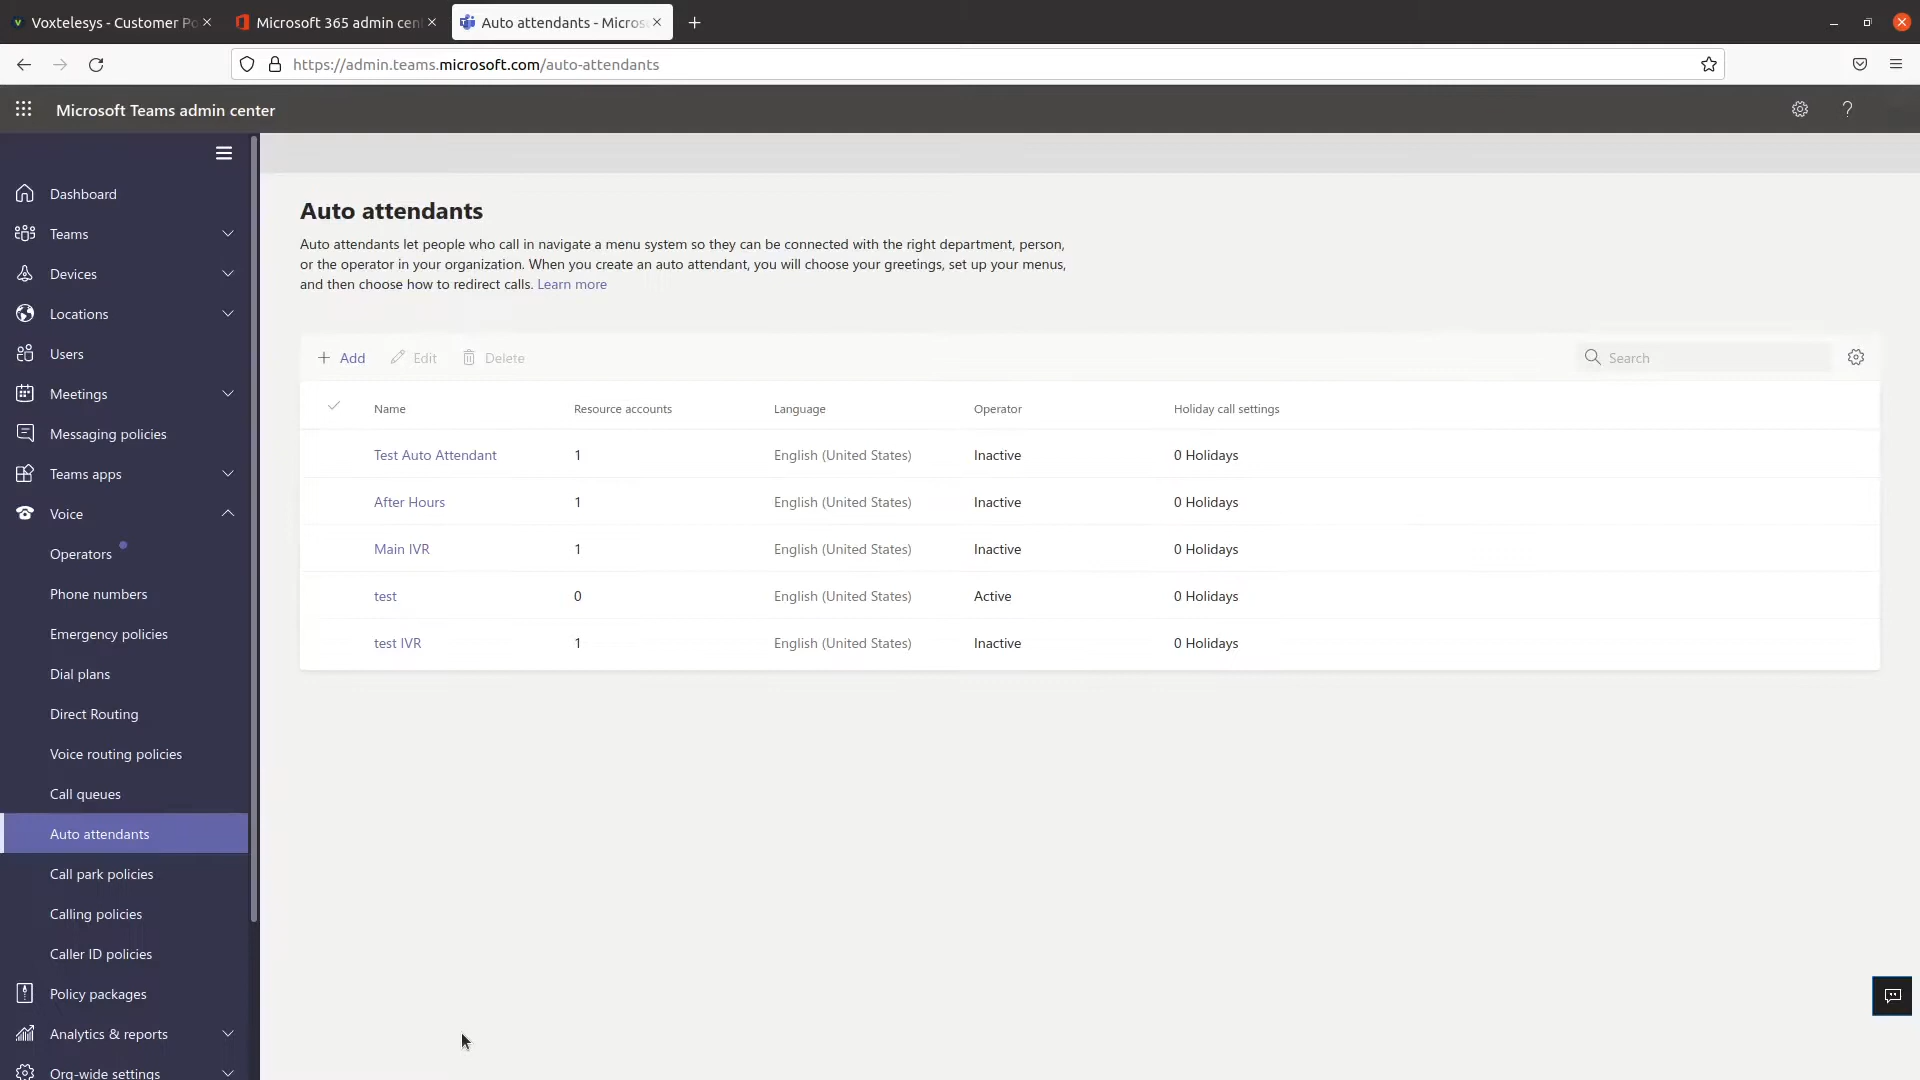 Voxtelesys - Customer Po
Microsoft 365 admin cen
Auto attendants - Micros
https://admin.teams.microsoft.com/auto-attendants
Microsoft Teams admin center
Dashboard
Teams
Devices
Locations
Users
Meetings
Messaging policies
Teams apps
Voice
Operators
Phone numbers
Emergency policies
Dial plans
Direct Routing
Voice routing policies
Call queues
Auto attendants
Call park policies
Calling policies
Caller ID policies
Policy packages
Analytics & reports
Org-wide settings
Auto attendants
Auto attendants let people who call in navigate a menu system so they can be connected with the right department, person,
or the operator in your organization. When you create an auto attendant, you will choose your greetings, set up your menus,
and then choose how to redirect calls. Learn more
Add Edit Delete Search
Name Resource accounts Language Operator Holiday call settings
Test Auto Attendant 1 English (United States) Inactive 0 Holidays
After Hours 1 English (United States) Inactive 0 Holidays
Main IVR 1 English (United States) Inactive 0 Holidays
test 0 English (United States) Active 0 Holidays
test IVR 1 English (United States) Inactive 0 Holidays